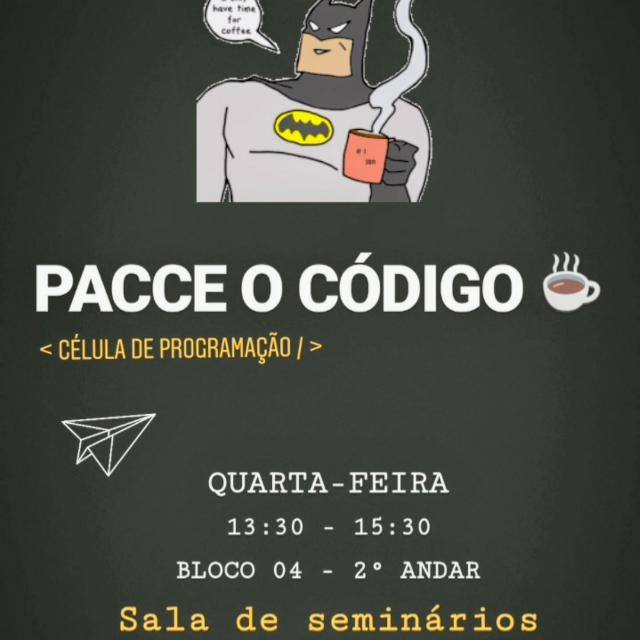 have time
for
coffee
# 1
PACCE O CÓDIGO
< CÉLULA DE PROGRAMAÇÃO / >
QUARTA-FEIRA
13:30 - 15:30
BLOCO 04 - 2° ANDAR
Sala de seminários